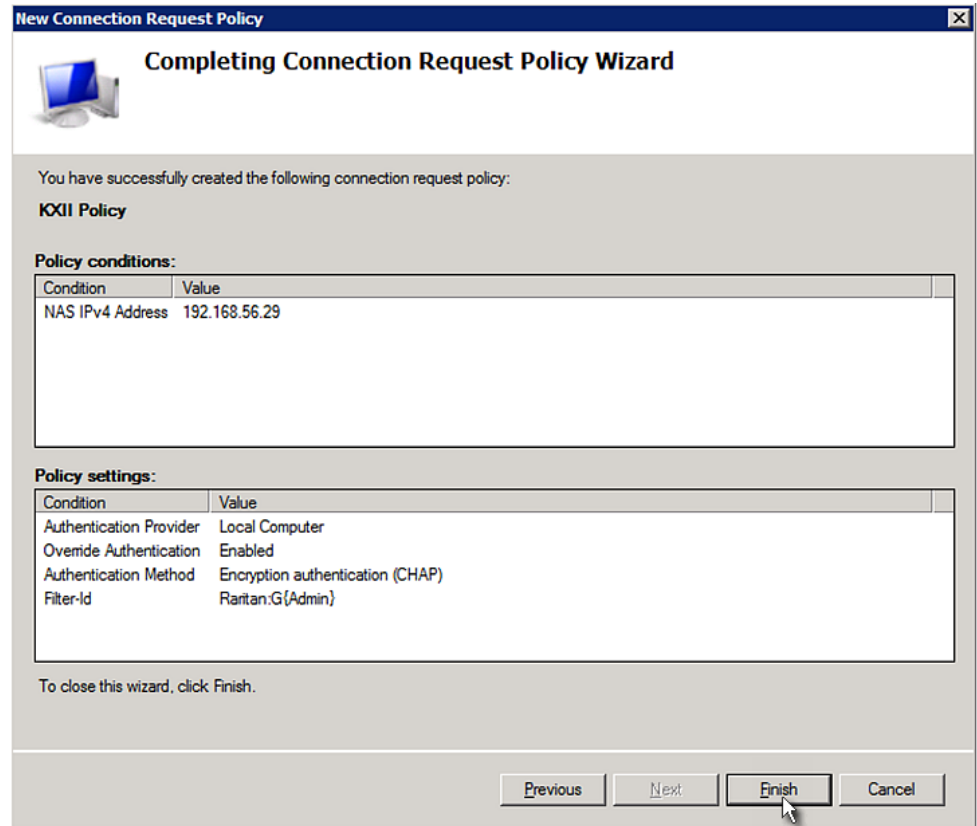 New Connection Request Policy
Completing Connection Request Policy Wizard
You have successfully created the following connection request policy:
KXII Policy
Policy conditions:
Condition Value
NAS IPv4 Address 192.168.56.29
Policy settings:
Condition Value
Authentication Provider Local Computer
Override Authentication Enabled
Authentication Method Encryption authentication (CHAP)
Filter-Id Raritan:G{Admin}
To close this wizard, click Finish.
Previous Next Finish Cancel